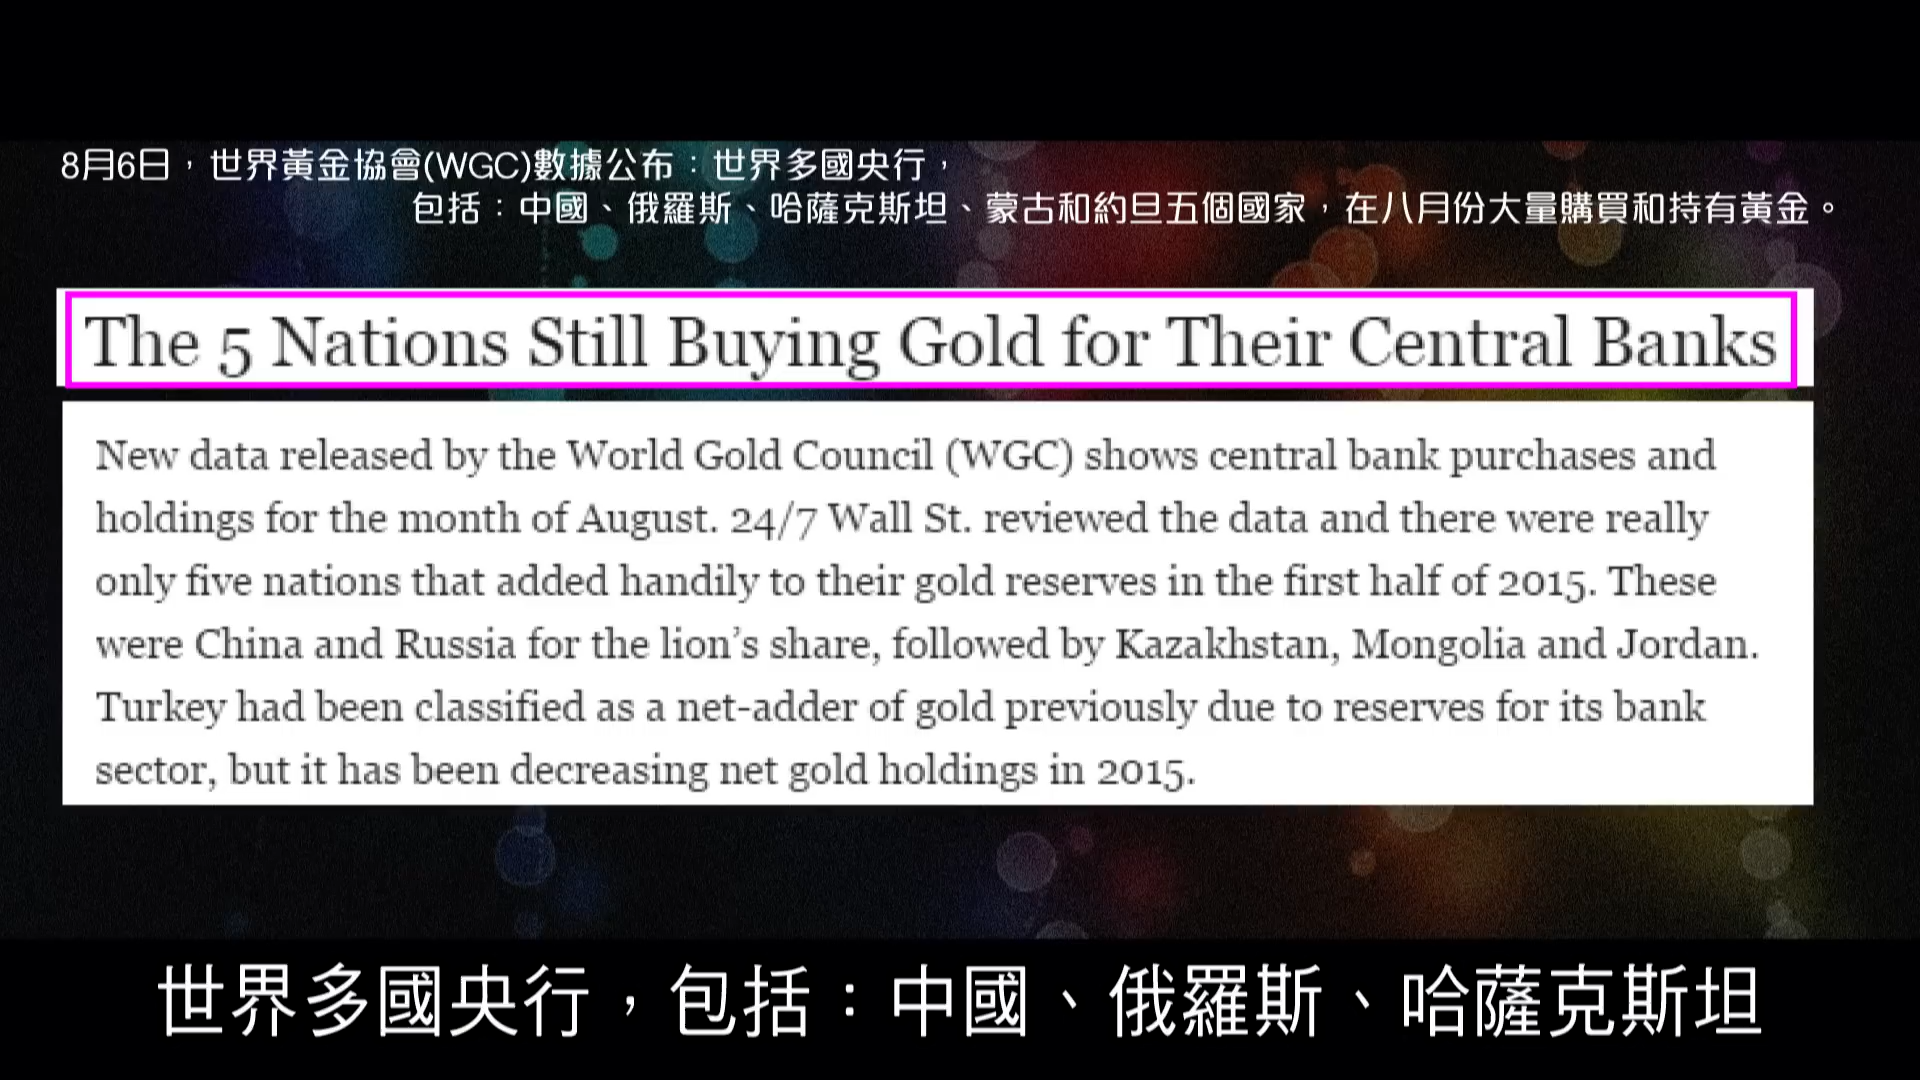 8月6日，世界黃金協會(WGC)數據公布：世界多國央行，
包括：中國、俄羅斯、哈薩克斯坦、蒙古和約旦五個國家，在八月份大量購買和持有黃金。
The 5 Nations Still Buying Gold for Their Central Banks
New data released by the World Gold Council (WGC) shows central bank purchases and
holdings for the month of August. 24/7 Wall St. reviewed the data and there were really
only five nations that added handily to their gold reserves in the first half of 2015. These
were China and Russia for the lion’s share, followed by Kazakhstan, Mongolia and Jordan.
Turkey had been classified as a net-adder of gold previously due to reserves for its bank
sector, but it has been decreasing net gold holdings in 2015.
世界多國央行，包括：中國、俄羅斯、哈薩克斯坦